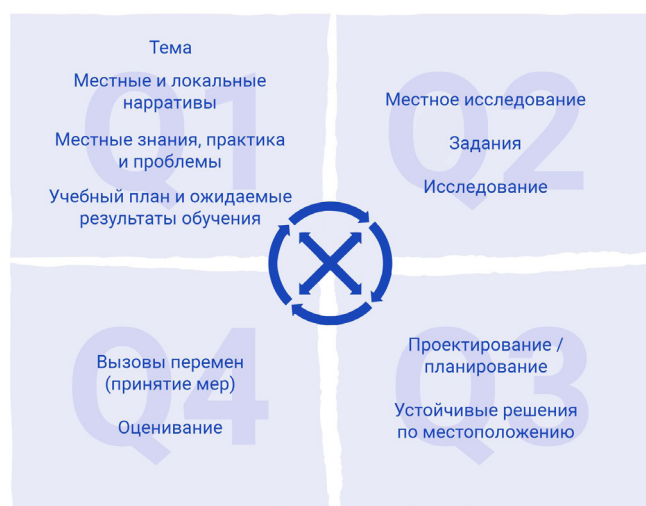 Q1
Тема
Местные и локальные
нарративы
Местные знания, практика
и проблемы
Учебный план и ожидаемые
результаты обучения
Q2
Местное исследование
Задания
Исследование
Q4
Вызовы перемен
(принятие мер)
Оценивание
Q3
Проектирование /
планирование
Устойчивые решения
по местоположению